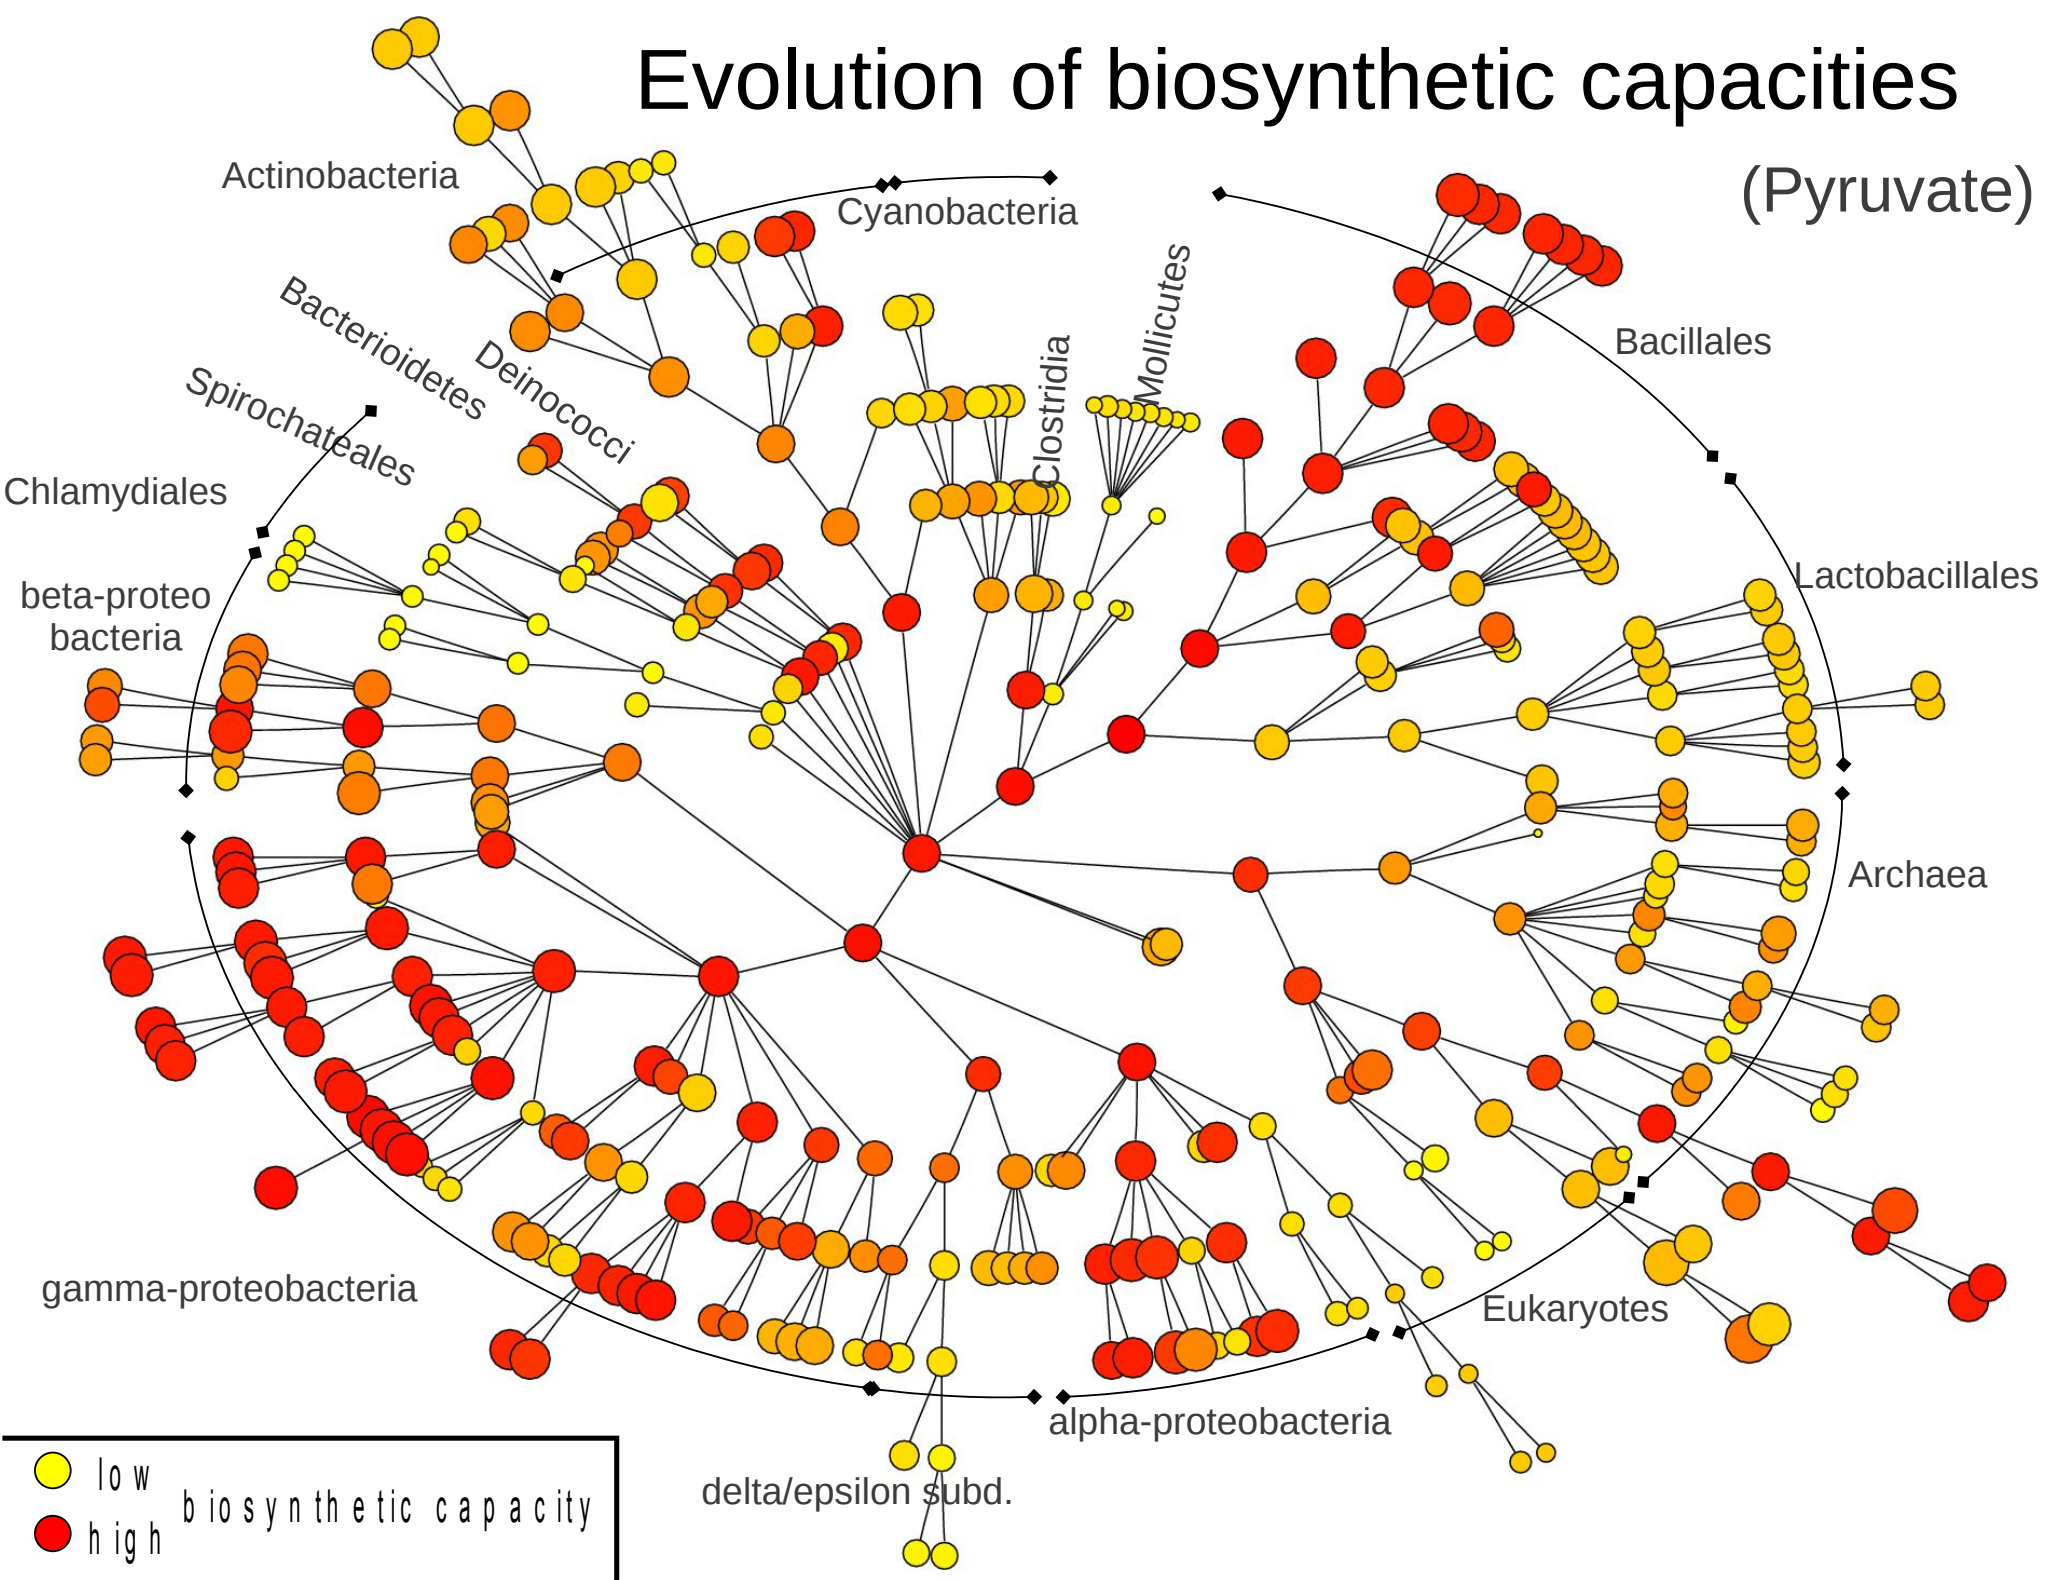 Evolution of biosynthetic capacities
(Pyruvate)
Actinobacteria
Cyanobacteria
Mollicutes
Bacterioidetes
Deinococci
Clostridia
Bacillales
Spirochateales
Chlamydiales
Lactobacillales
beta-proteo
bacteria
Archaea
gamma-proteobacteria
Eukaryotes
alpha-proteobacteria
delta/epsilon subd.
low
biosynthetic capacity
high